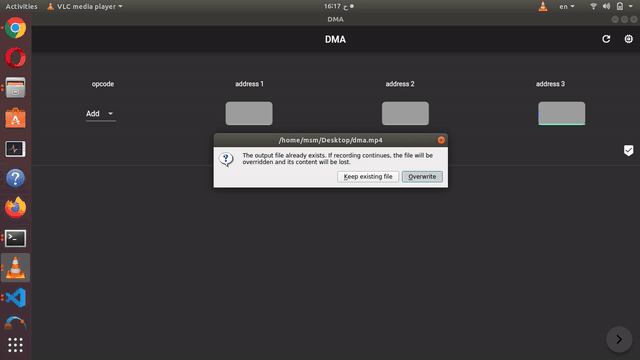 Activities VLC media player 16:17 ح en
DMA
DMA
opcode address 1 address 2 address 3
Add
/home/msm/Desktop/dma.mp4
The output file already exists. If recording continues, the file will be
overridden and its content will be lost.
Keep existing file Overwrite